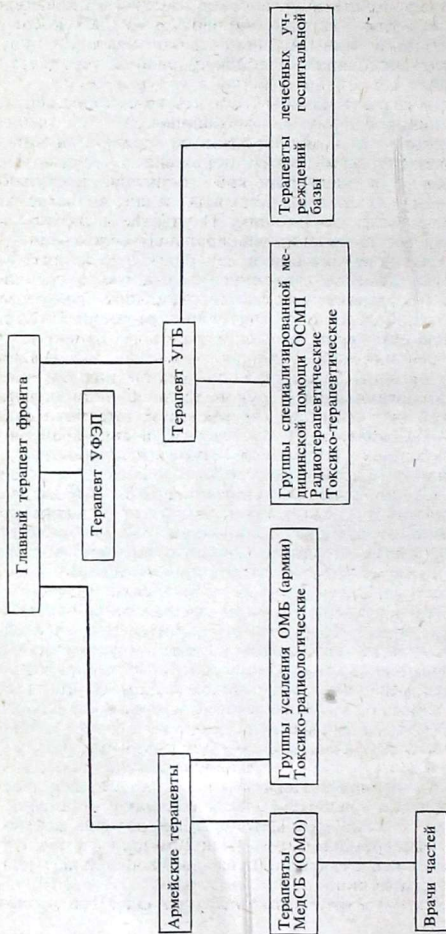 Главный терапевт фронта
Армейские терапевты
Терапевт УФЭП
Терапевт УГБ
Терапевты
МедСБ (ОМО)
Группы усиления ОМБ (армии)
Токсико-радиологические
Группы специализированной ме-
дицинской помощи ОСМП
Радиотерапевтические
Токсико-терапевтические
Терапевты лечебных уч-
реждений госпитальной
базы
Врачи частей